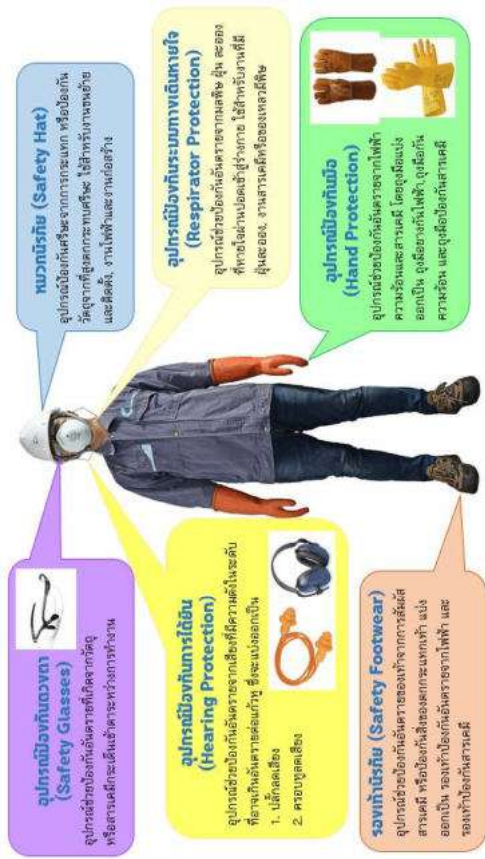 อุปกรณ์ป้องกันดวงตา
(Safety Glasses)
อุปกรณ์ช่วยป้องกันอันตรายที่เกิดจากวัตถุ
หรือสารเคมีกระเด็นเข้าตาระหว่างการทำงาน
หมวกนิรภัย (Safety Hat)
อุปกรณ์ป้องกันศีรษะจากการกระแทก หรือป้องกัน
วัตถุจากที่สูงตกกระทบศรีษะ ใช้สำหรับงานขนย้าย
และติดตั้ง, งานไฟฟ้าและงานก่อสร้าง
อุปกรณ์ป้องกันการได้ยิน
(Hearing Protection)
อุปกรณ์ช่วยป้องกันอันตรายจากเสียงที่มีความดังในระดับ
ที่อาจเกินอันตรายต่อแก้วหู ซึ่งจะแบ่งออกเป็น
1. ปลั๊กลดเสียง
2. ครอบหูลดเสียง
อุปกรณ์ป้องกันระบบทางเดินหายใจ
(Respirator Protection)
อุปกรณ์ช่วยป้องกันอันตรายจากมลพิษ ฝุ่น ละออง
ที่หายใจผ่านปอดเข้าสู่ร่างกาย ใช้สำหรับงานที่มี
ฝุ่นละออง, งานสารเคมีหรือของเหลวมีพิษ
รองเท้านิรภัย (Safety Footwear)
อุปกรณ์ช่วยป้องกันอันตรายของเท้าจากการสัมผัส
สารเคมี หรือป้องกันสิ่งของตกกระแทกเท้า แบ่ง
ออกเป็น รองเท้าป้องกันอันตรายจากไฟฟ้า และ
รองเท้าป้องกันสารเคมี
อุปกรณ์ป้องกันมือ
(Hand Protection)
อุปกรณ์ช่วยป้องกันอันตรายจากไฟฟ้า
ความร้อนและสารเคมี โดยถุงมือแบ่ง
ออกเป็น ถุงมือยางกันไฟฟ้า,ถุงมือกัน
ความร้อน และถุงมือป้องกันสารเคมี